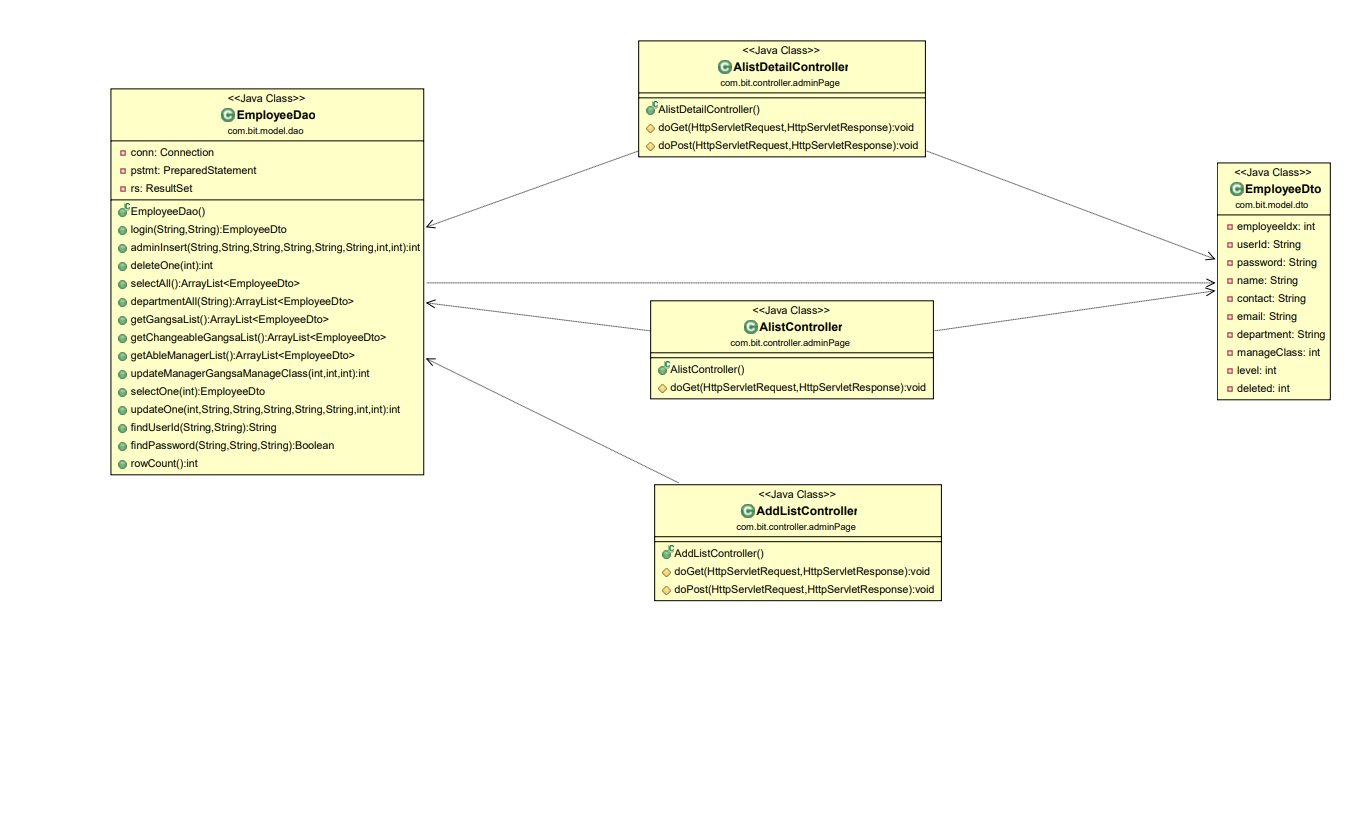 <<Java Class>>
EmployeeDao
com.bit.model.dao
conn: Connection
pstmt: PreparedStatement
rs: ResultSet
EmployeeDao()
login(String,String):EmployeeDto
adminInsert(String,String,String,String,String,String,int,int):int
deleteOne(int):int
selectAll():ArrayList<EmployeeDto>
departmentAll(String):ArrayList<EmployeeDto>
getGangsaList():ArrayList<EmployeeDto>
getChangeableGangsaList():ArrayList<EmployeeDto>
getAbleManagerList():ArrayList<EmployeeDto>
updateManagerGangsaManageClass(int,int,int):int
selectOne(int):EmployeeDto
updateOne(int,String,String,String,String,String,int,int):int
findUserId(String,String):String
findPassword(String,String,String):Boolean
rowCount():int
<<Java Class>>
AlistDetailController
com.bit.controller.adminPage
AlistDetailController()
doGet(HttpServletRequest,HttpServletResponse):void
doPost(HttpServletRequest,HttpServletResponse):void
<<Java Class>>
AlistController
com.bit.controller.adminPage
AlistController()
doGet(HttpServletRequest,HttpServletResponse):void
<<Java Class>>
AddListController
com.bit.controller.adminPage
AddListController()
doGet(HttpServletRequest,HttpServletResponse):void
doPost(HttpServletRequest,HttpServletResponse):void
<<Java Class>>
EmployeeDto
com.bit.model.dto
employeeIdx: int
userId: String
password: String
name: String
contact: String
email: String
department: String
manageClass: int
level: int
deleted: int